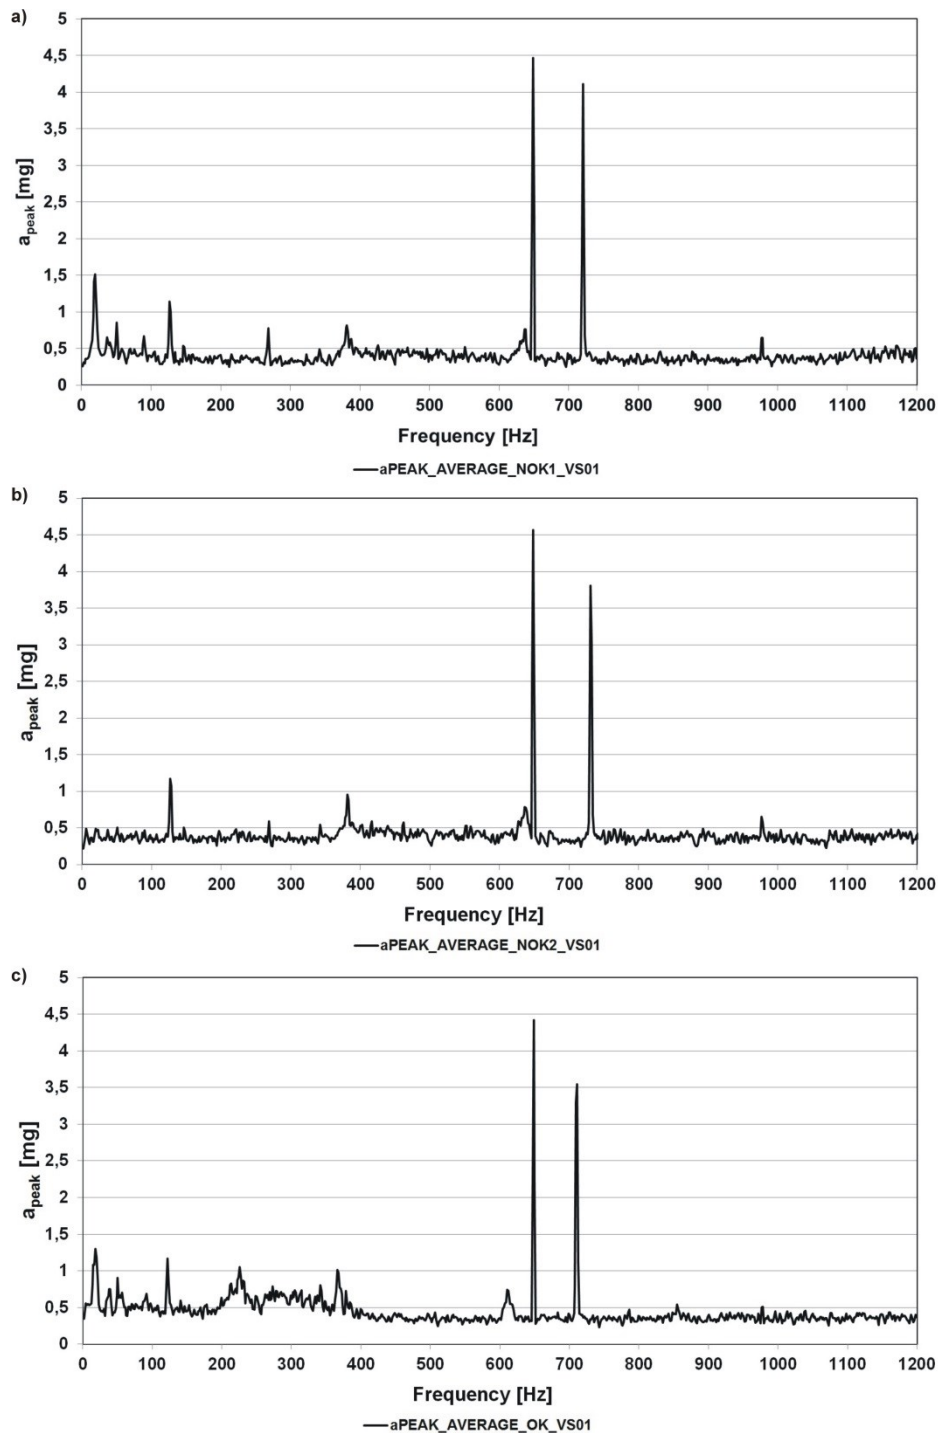 a)
5
4,5
4
3,5
3
2,5
2
1,5
1
0,5
0
apeak [mg]
0 100 200 300 400 500 600 700 800 900 1000 1100 1200
Frequency [Hz]
aPEAK_AVERAGE_NOK1_VS01
b)
5
4,5
4
3,5
3
2,5
2
1,5
1
0,5
0
apeak [mg]
0 100 200 300 400 500 600 700 800 900 1000 1100 1200
Frequency [Hz]
aPEAK_AVERAGE_NOK2_VS01
c)
5
4,5
4
3,5
3
2,5
2
1,5
1
0,5
0
apeak [mg]
0 100 200 300 400 500 600 700 800 900 1000 1100 1200
Frequency [Hz]
aPEAK_AVERAGE_OK_VS01